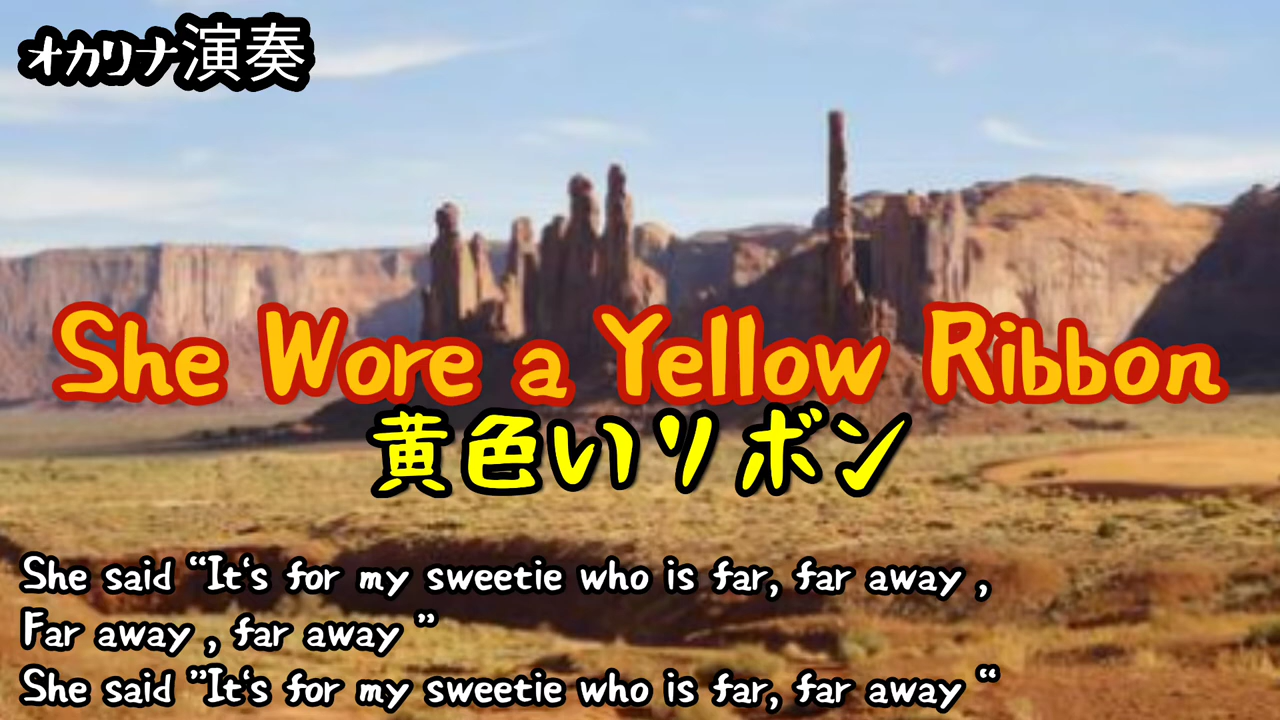 オカリナ演奏
She Wore a Yellow Ribbon
黄色いリボン
She said “It‘s for my sweetie who is far, far away ,
Far away , far away ”
She said ”It‘s for my sweetie who is far, far away “